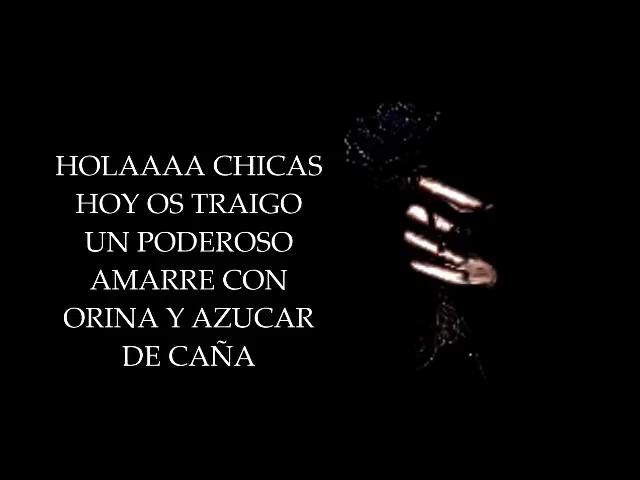 HOLAAAA CHICAS
HOY OS TRAIGO
UN PODEROSO
AMARRE CON
ORINA Y AZUCAR
DE CAÑA